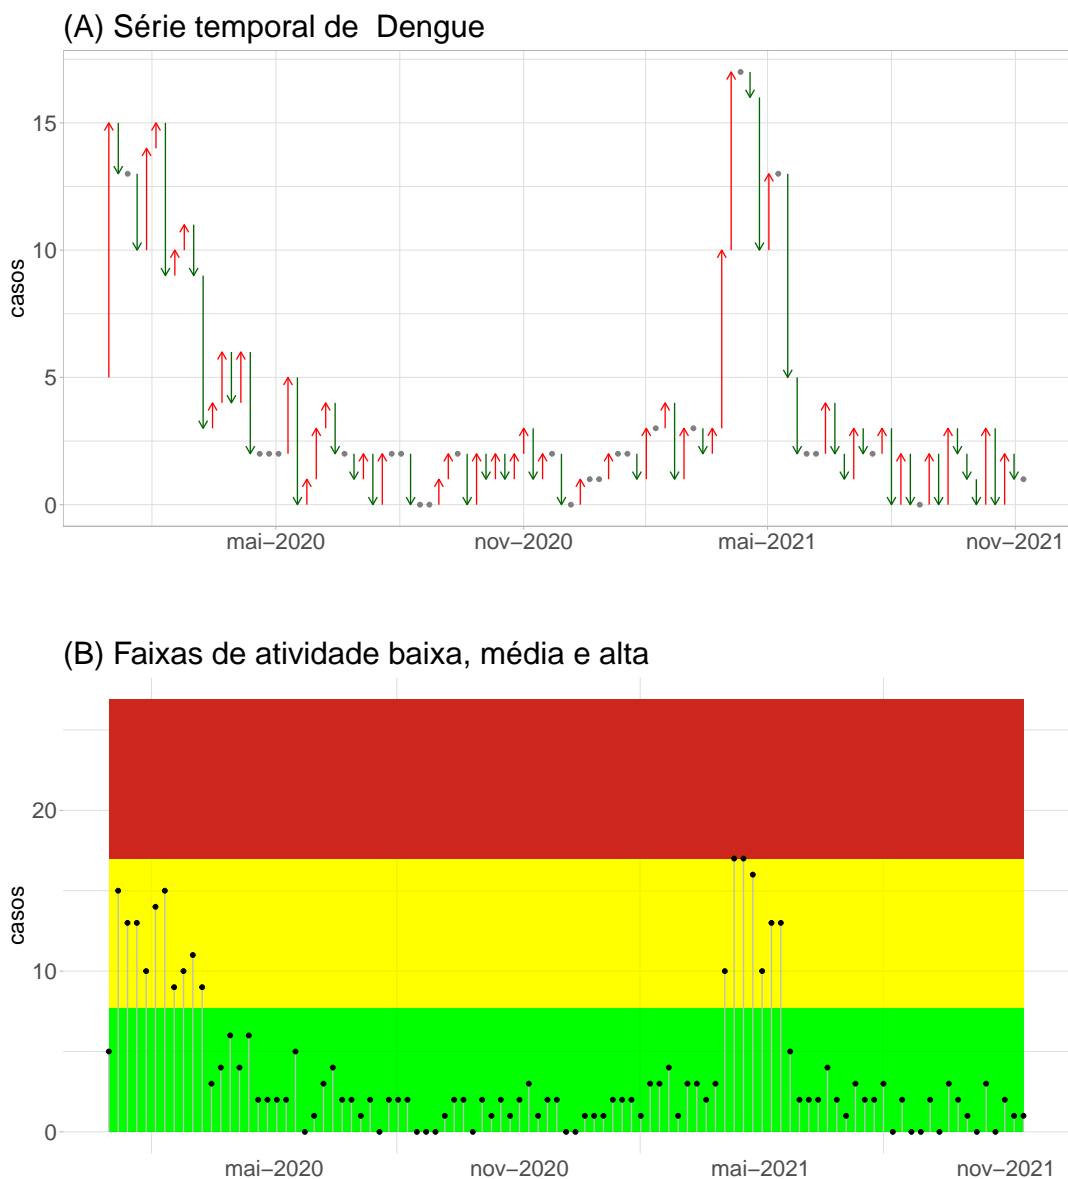 (A) Série temporal de  Dengue
casos
15
10
5
0
mai−2020 nov−2020 mai−2021 nov−2021
(B) Faixas de atividade baixa, média e alta
casos
20
10
0
mai−2020 nov−2020 mai−2021 nov−2021